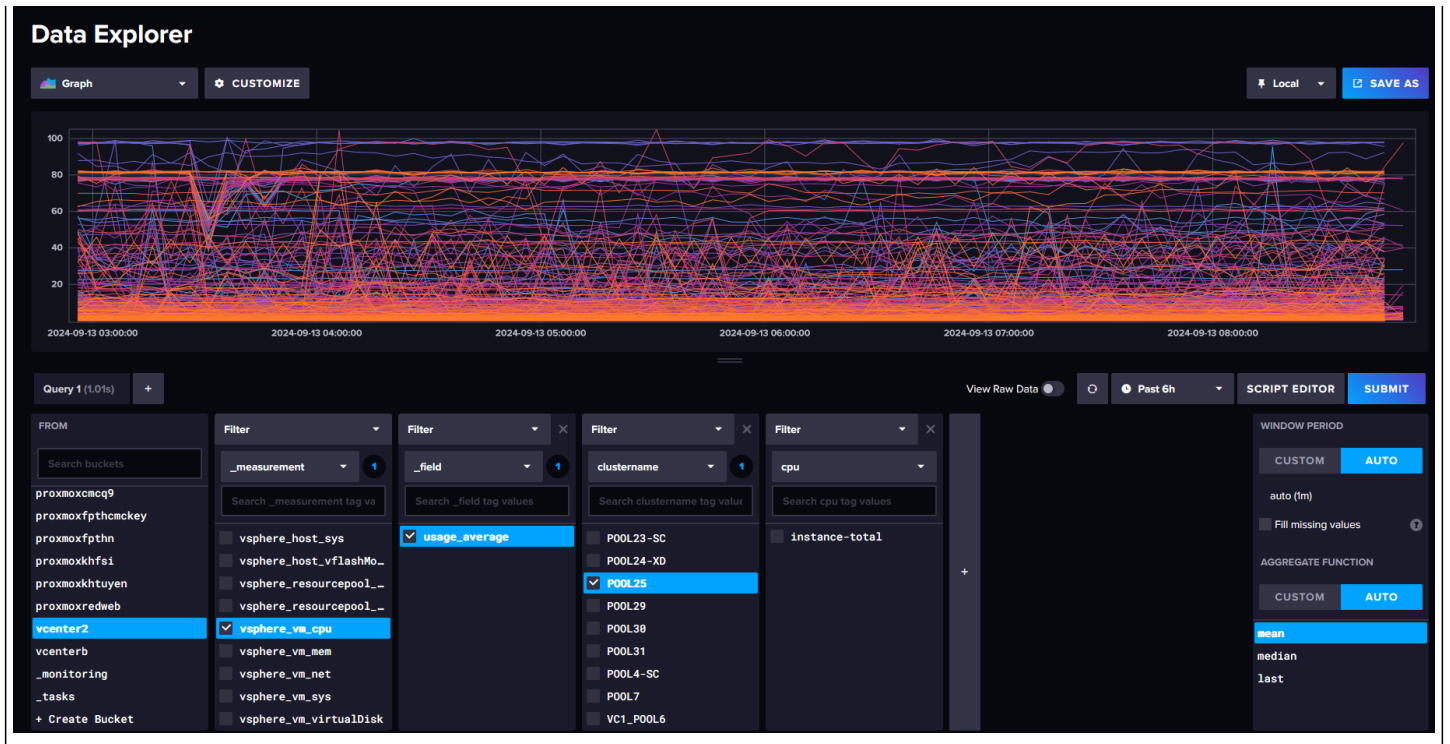 Data Explorer
Graph
CUSTOMIZE
Local
SAVE AS
100
80
60
40
20
2024-09-13 03:00:00
2024-09-13 04:00:00
2024-09-13 05:00:00
2024-09-13 06:00:00
2024-09-13 07:00:00
2024-09-13 08:00:00
Query 1 (1.01s)
+
View Raw Data
Past 6h
SCRIPT EDITOR
SUBMIT
FROM
Search buckets
proxmoxcmcq9
proxmoxfpthcmckey
proxmoxfpthn
proxmoxkhfsi
proxmoxkhtuyen
proxmoxredweb
vcenter2
vcenterb
_monitoring
_tasks
+ Create Bucket
Filter
_measurement
1
Search _measurement tag va
vsphere_host_sys
vsphere_host_vflashMo…
vsphere_resourcepool_…
vsphere_resourcepool_…
vsphere_vm_cpu
vsphere_vm_mem
vsphere_vm_net
vsphere_vm_sys
vsphere_vm_virtualDisk
Filter
_field
1
Search _field tag values
usage_average
Filter
clustername
1
Search clustername tag value
POOL23-SC
POOL24-XD
POOL25
POOL29
POOL30
POOL31
POOL4-SC
POOL7
VC1_POOL6
Filter
cpu
Search cpu tag values
instance-total
+
WINDOW PERIOD
CUSTOM
AUTO
auto (1m)
Fill missing values
?
AGGREGATE FUNCTION
CUSTOM
AUTO
mean
median
last